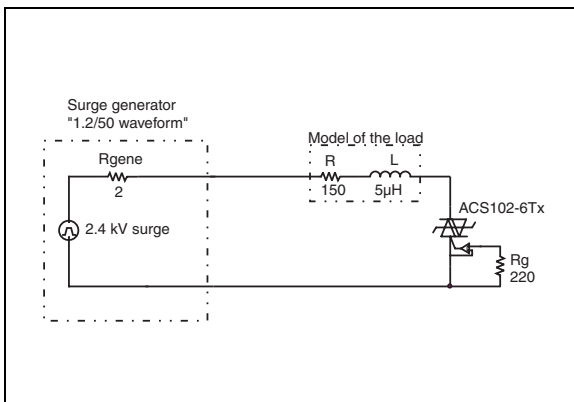 Surge generator
"1.2/50 waveform"
Rgene
2
2.4 kV surge
Model of the load
R
L
150
5µH
ACS102-6Tx
Rg
220